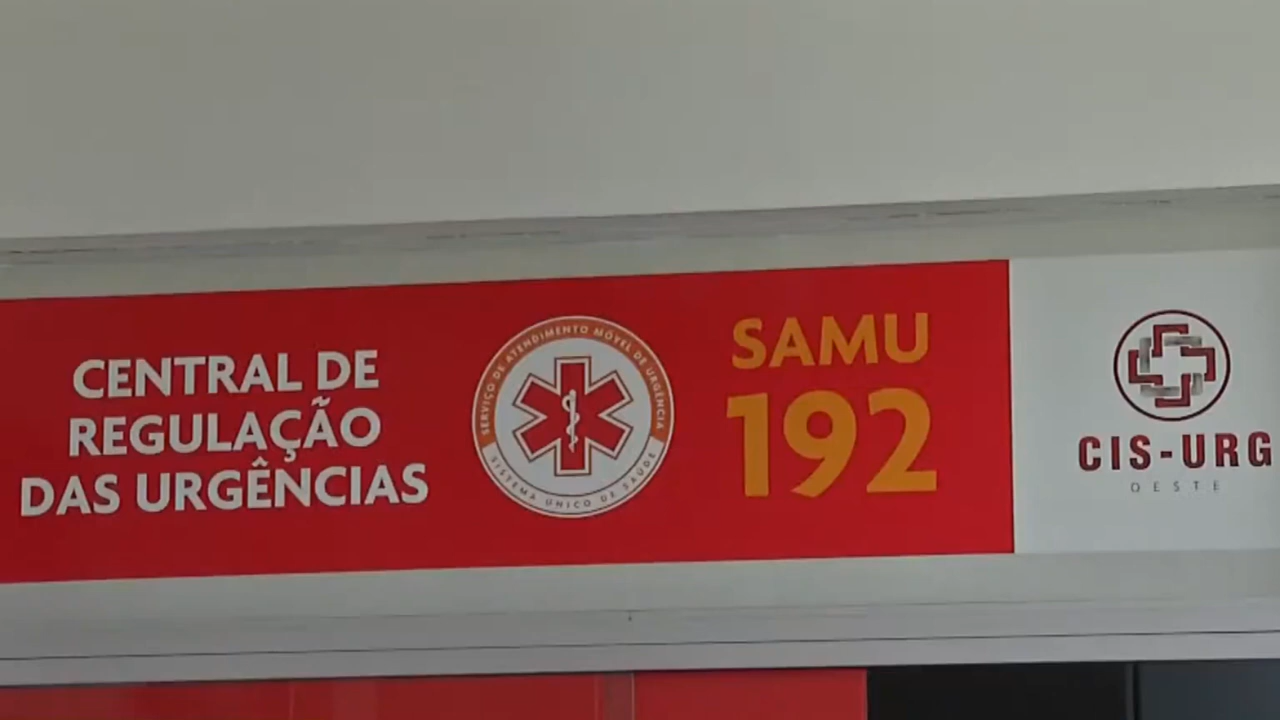 CENTRAL DE
REGULAÇÃO
DAS URGÊNCIAS
SERVIÇO DE ATENDIMENTO MÓVEL DE URGÊNCIA
SISTEMA ÚNICO DE SAÚDE
SAMU
192
CIS-URG
OESTE